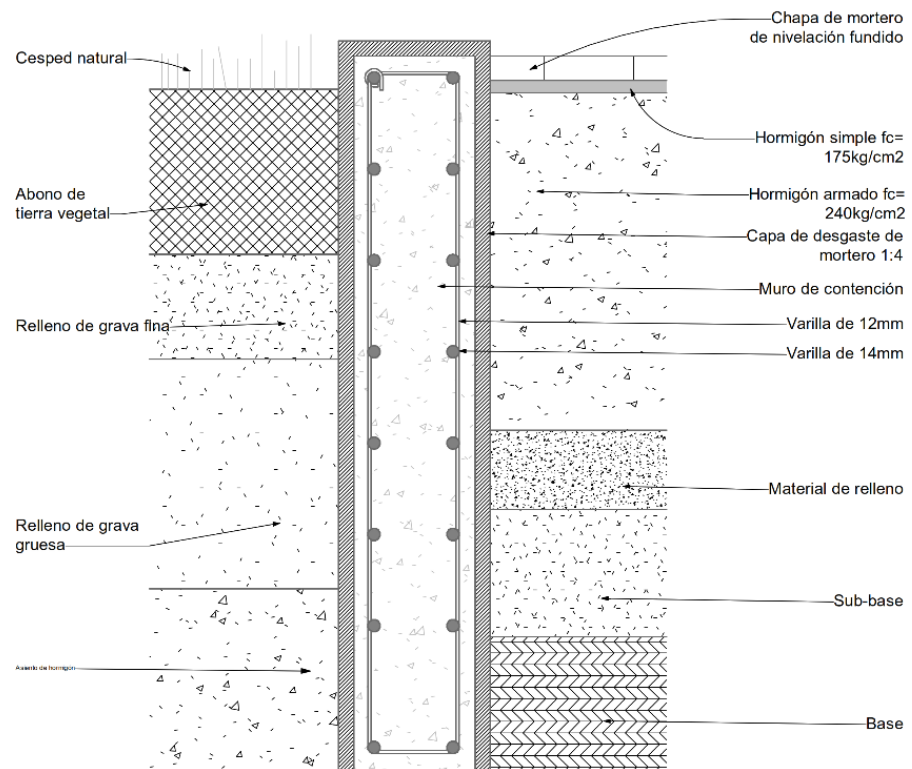 Cesped natural
Abono de
tierra vegetal
Relleno de grava fina
Relleno de grava
gruesa
Asiento de hormigón
Chapa de mortero
de nivelación fundido
Hormigón simple fc=
175kg/cm2
Hormigón armado fc=
240kg/cm2
Capa de desgaste de
mortero 1:4
Muro de contención
Varilla de 12mm
Varilla de 14mm
Material de relleno
Sub-base
Base